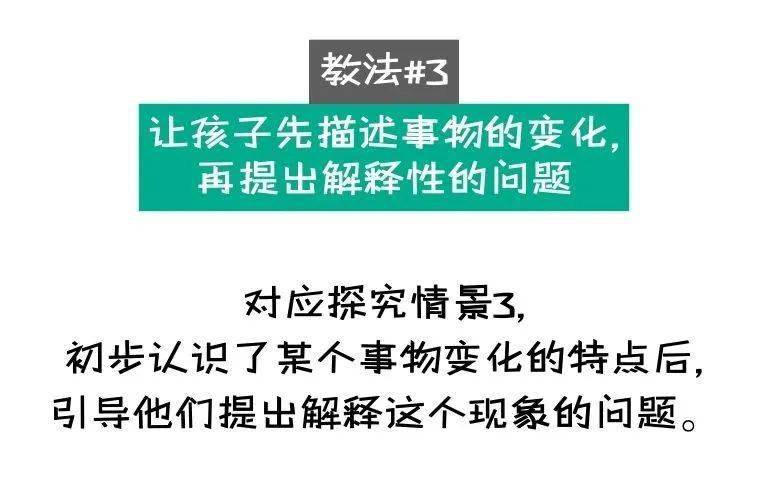 教法#3
让孩子先描述事物的变化，
再提出解释性的问题
对应探究情景3，
初步认识了某个事物变化的特点后，
引导他们提出解释这个现象的问题。